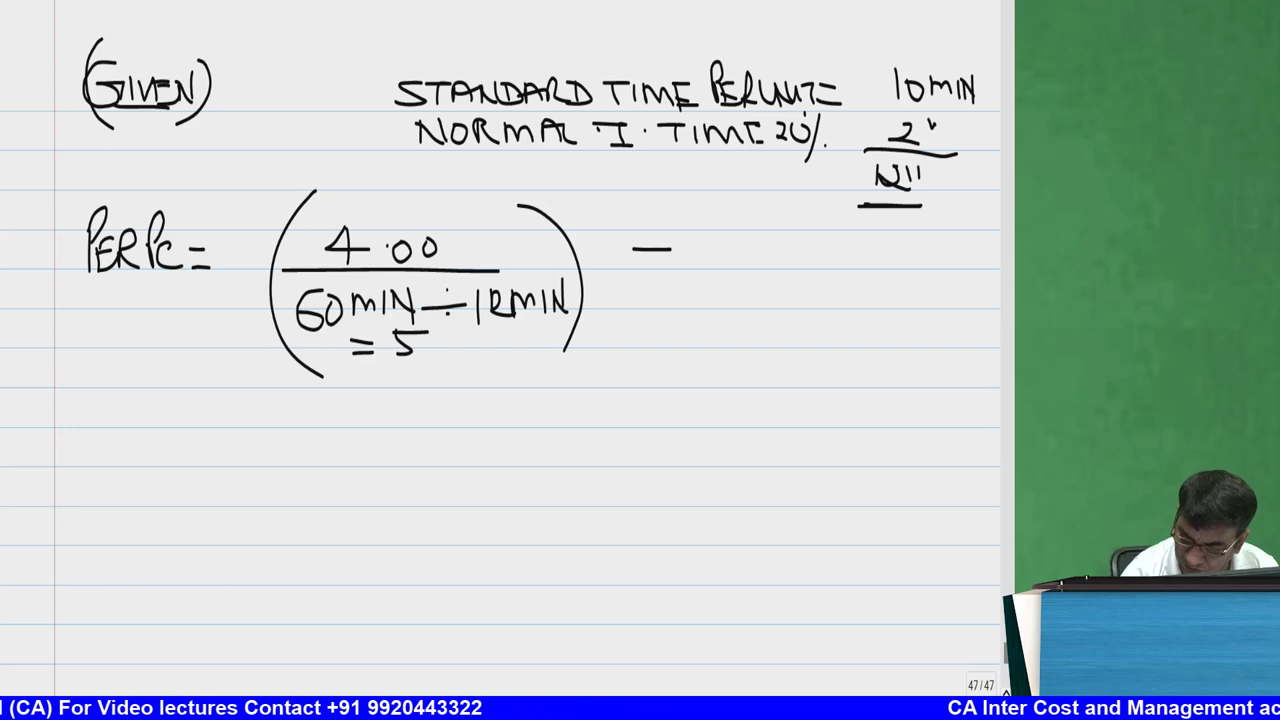 (GIVEN)
STANDARD TIME PER UNIT = 10 MIN
NORMAL I. TIME 20%. 2"
12"
PER PC =
(4.00
60 MIN ÷ 12 MIN)
= 5
—
47/47
l (CA) For Video lectures Contact +91 9920443322
CA Inter Cost and Management ac